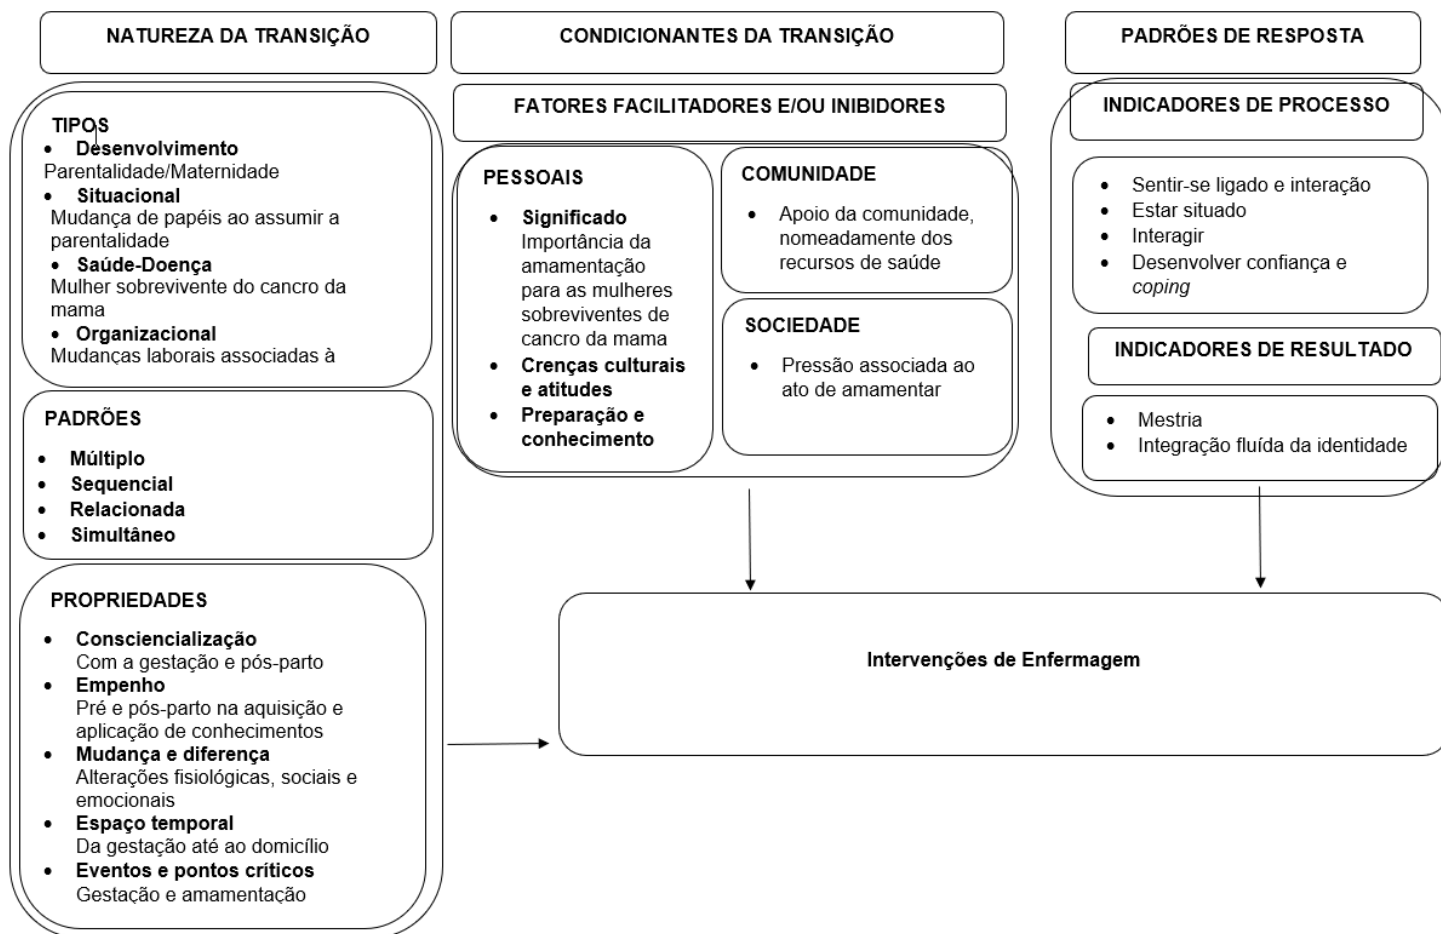 NATUREZA DA TRANSIÇÃO
TIPOS
• Desenvolvimento
Parentalidade/Maternidade
• Situacional
Mudança de papéis ao assumir a
parentalidade
• Saúde-Doença
Mulher sobrevivente do cancro da
mama
• Organizacional
Mudanças laborais associadas à
PADRÕES
• Múltiplo
• Sequencial
• Relacionada
• Simultâneo
PROPRIEDADES
• Consciencialização
Com a gestação e pós-parto
• Empenho
Pré e pós-parto na aquisição e
aplicação de conhecimentos
• Mudança e diferença
Alterações fisiológicas, sociais e
emocionais
• Espaço temporal
Da gestação até ao domicílio
• Eventos e pontos críticos
Gestação e amamentação
CONDICIONANTES DA TRANSIÇÃO
FATORES FACILITADORES E/OU INIBIDORES
PESSOAIS
• Significado
Importância da
amamentação
para as mulheres
sobreviventes de
cancro da mama
• Crenças culturais
e atitudes
• Preparação e
conhecimento
COMUNIDADE
• Apoio da comunidade,
nomeadamente dos
recursos de saúde
SOCIEDADE
• Pressão associada ao
ato de amamentar
PADRÕES DE RESPOSTA
INDICADORES DE PROCESSO
• Sentir-se ligado e interação
• Estar situado
• Interagir
• Desenvolver confiança e
coping
INDICADORES DE RESULTADO
• Mestria
• Integração fluída da identidade
Intervenções de Enfermagem